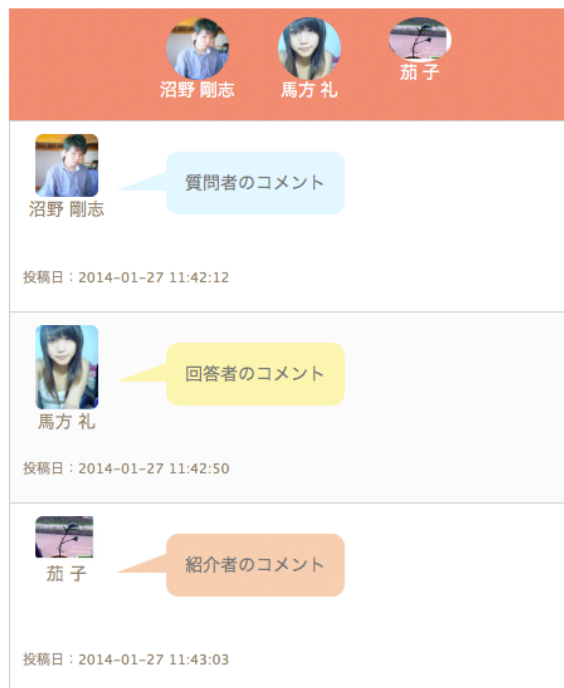 沼野 剛志
馬方 礼
茄 子
質問者のコメント
沼野 剛志
投稿日：2014-01-27 11:42:12
回答者のコメント
馬方 礼
投稿日：2014-01-27 11:42:50
紹介者のコメント
茄 子
投稿日：2014-01-27 11:43:03